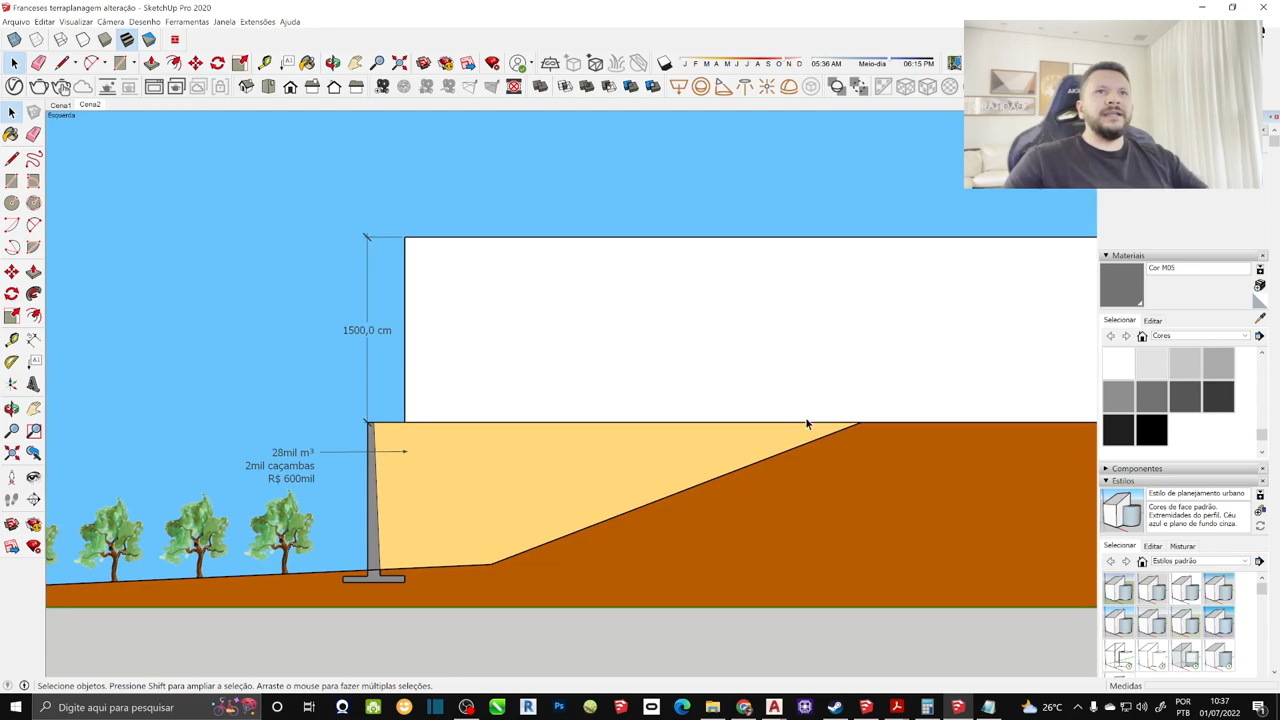 Franceses terraplanagem alteração - SketchUp Pro 2020
Arquivo Editar Visualizar Câmera Desenho Ferramentas Janela Extensões Ajuda
J F M A M J J A S O N D 05:36 AM Meio-dia 06:15 PM
Cena1 Cena2
Esquerda
1500,0 cm
28mil m³
2mil caçambas
R$ 600mil
Materiais
Cor M05
Selecionar Editar
Cores
Componentes
Estilos
Estilo de planejamento urbano
Cores de face padrão.
Extremidades do perfil. Céu
azul e plano de fundo cinza.
Selecionar Editar Misturar
Estilos padrão
Selecione objetos. Pressione Shift para ampliar a seleção. Arraste o mouse para fazer múltiplas seleções.
Medidas
Digite aqui para pesquisar
26°C
POR
PTB
10:37
01/07/2022